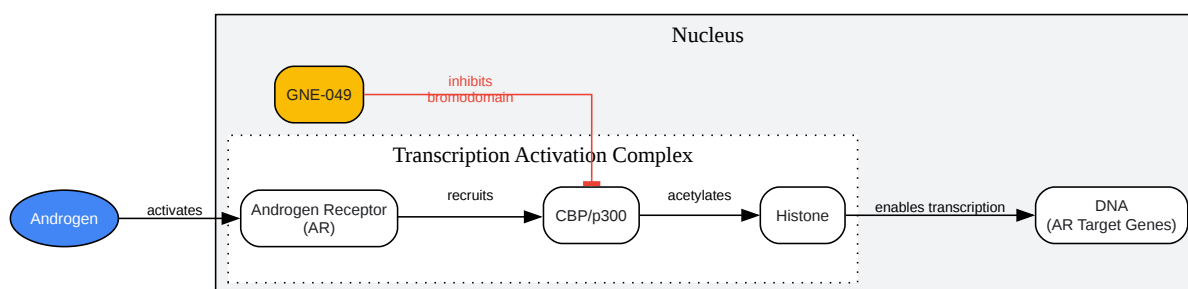 Nucleus
GNE-049
inhibits
bromodomain
Transcription Activation Complex
Androgen
activates
Androgen Receptor
(AR)
recruits
CBP/p300
acetylates
Histone
enables transcription
DNA
(AR Target Genes)